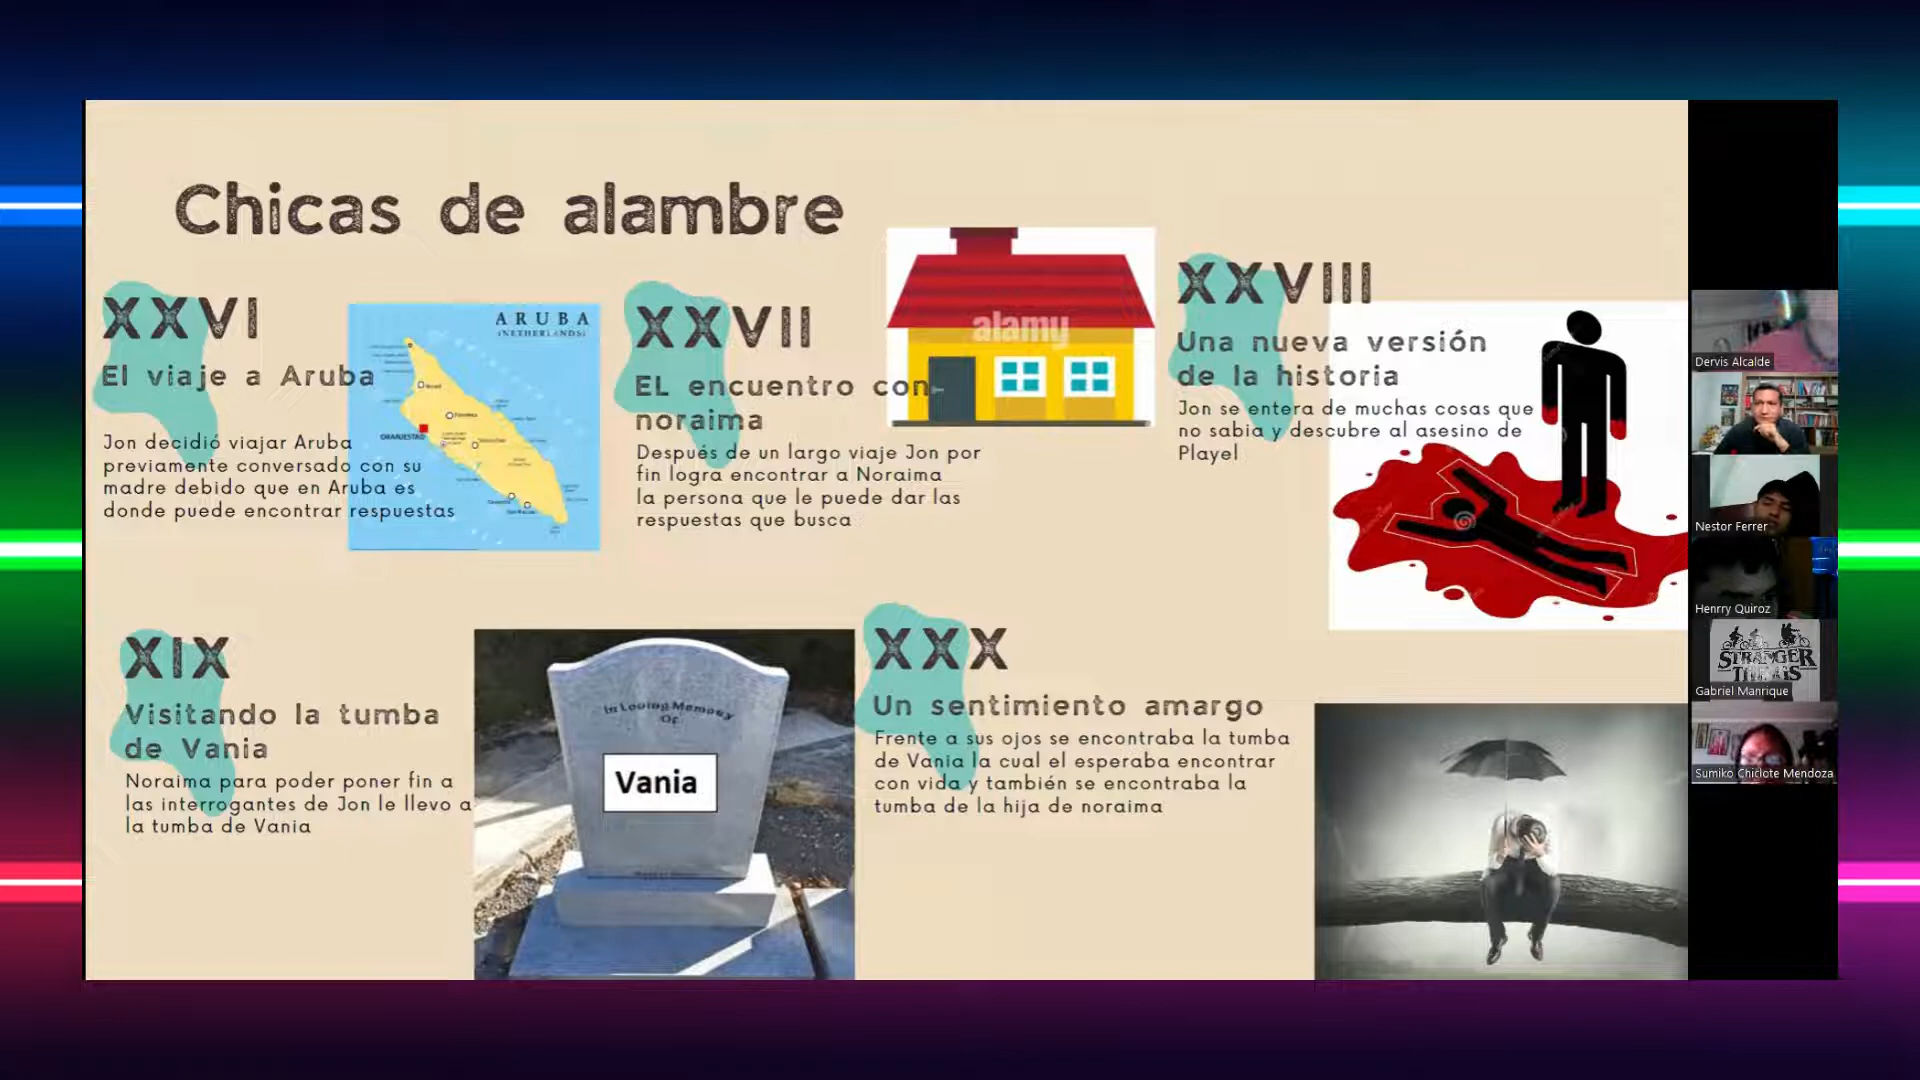 Chicas de alambre
XXVI
El viaje a Aruba
Jon decidió viajar Aruba
previamente conversado con su
madre debido que en Aruba es
donde puede encontrar respuestas
ARUBA
(NETHERLANDS)
ORANJESTAD
XXVII
EL encuentro con
noraima
Después de un largo viaje Jon por
fin logra encontrar a Noraima
la persona que le puede dar las
respuestas que busca
alamy
XXVIII
Una nueva versión
de la historia
Jon se entera de muchas cosas que
no sabia y descubre al asesino de
Playel
XIX
Visitando la tumba
de Vania
Noraima para poder poner fin a
las interrogantes de Jon le llevo a
la tumba de Vania
In Loving Memory
Of
Vania
XXX
Un sentimiento amargo
Frente a sus ojos se encontraba la tumba
de Vania la cual el esperaba encontrar
con vida y también se encontraba la
tumba de la hija de noraima
Dervis Alcalde
Nestor Ferrer
Henrry Quiroz
STRANGER
THINGS
Gabriel Manrique
Sumiko Chiclote Mendoza